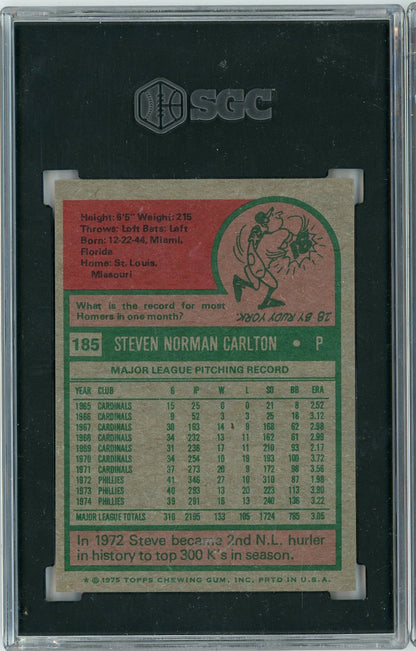 SGC
Height: 6'5" Weight: 215
Throws: Left Bats: Left
Born: 12-22-44, Miami,
Florida
Home: St. Louis,
Missouri
What is the record for most
Homers in one month?
18 BY RUDY YORK.
185 STEVEN NORMAN CARLTON • P
MAJOR LEAGUE PITCHING RECORD
YEAR CLUB G IP W L SO BB ERA
1965 CARDINALS 15 25 0 0 21 8 2.52
1966 CARDINALS 9 52 3 3 25 18 3.12
1967 CARDINALS 30 193 14 9 168 62 2.98
1968 CARDINALS 34 232 13 11 162 61 2.99
1969 CARDINALS 31 236 17 11 210 93 2.17
1970 CARDINALS 34 254 10 19 193 109 3.72
1971 CARDINALS 37 273 20 9 172 98 3.56
1972 PHILLIES 41 346 27 10 310 87 1.98
1973 PHILLIES 40 293 13 20 223 113 3.90
1974 PHILLIES 39 291 16 13 240 136 3.22
MAJOR LEAGUE TOTALS 310 2195 133 105 1724 785 3.05
In 1972 Steve became 2nd N.L. hurler
in history to top 300 K's in season.
* © 1975 TOPPS CHEWING GUM, INC. PRTD IN U.S.A.